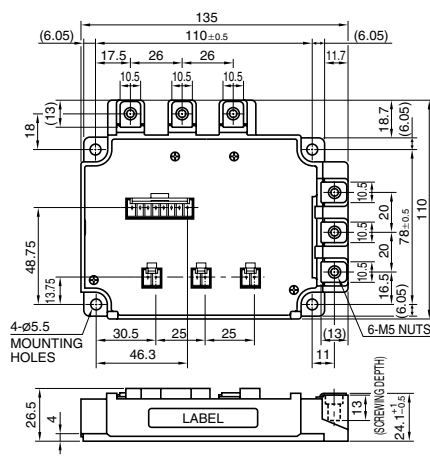 135
(6.05) 110±0.5 (6.05)
17.5 26 26 11.7
10.5 10.5 10.5
(13)
18
18.7
(6.05)
10.5
20
10.5
20
10.5
78±0.5
110
16.5
(6.05)
48.75
13.75
4-ø5.5
MOUNTING
HOLES
30.5 25 25
46.3
(13)
11
6-M5 NUTS
26.5
4
LABEL
(SCREWING DEPTH)
13
24.1 +1 -0.5